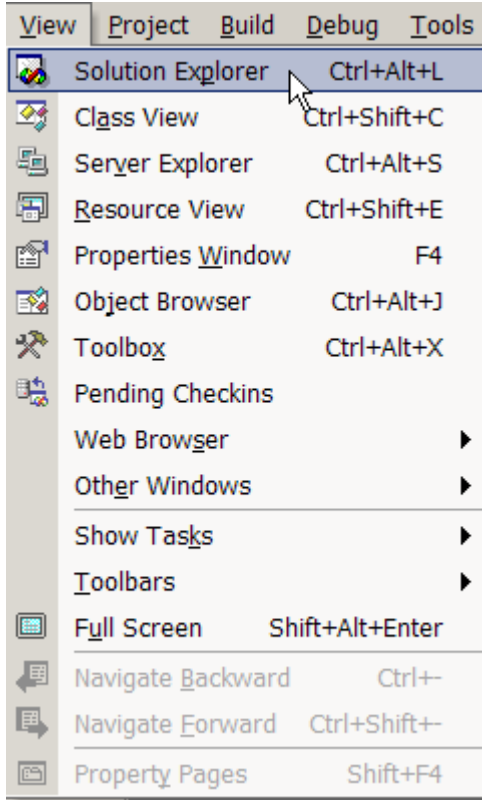 View Project Build Debug Tools
Solution Explorer Ctrl+Alt+L
Class View Ctrl+Shift+C
Server Explorer Ctrl+Alt+S
Resource View Ctrl+Shift+E
Properties Window F4
Object Browser Ctrl+Alt+J
Toolbox Ctrl+Alt+X
Pending Checkins
Web Browser
Other Windows
Show Tasks
Toolbars
Full Screen Shift+Alt+Enter
Navigate Backward Ctrl+-
Navigate Forward Ctrl+Shift+-
Property Pages Shift+F4